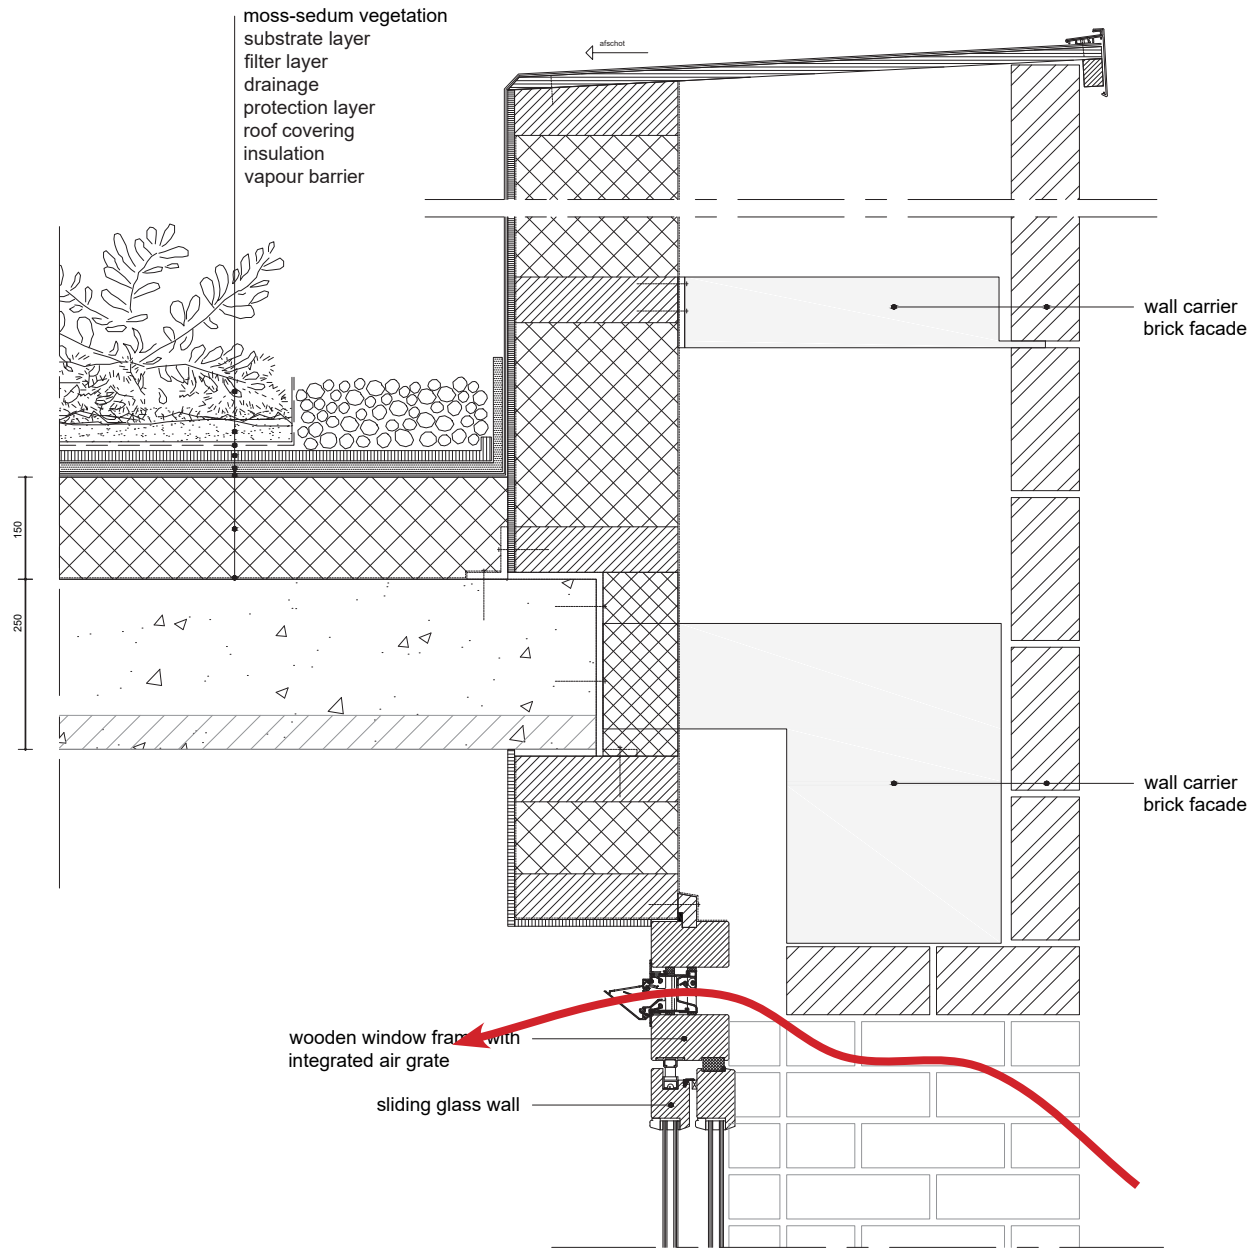 moss-sedum vegetation
substrate layer
filter layer
drainage
protection layer
roof covering
insulation
vapour barrier
afschot
wall carrier
brick facade
150
250
wall carrier
brick facade
wooden window frame with
integrated air grate
sliding glass wall